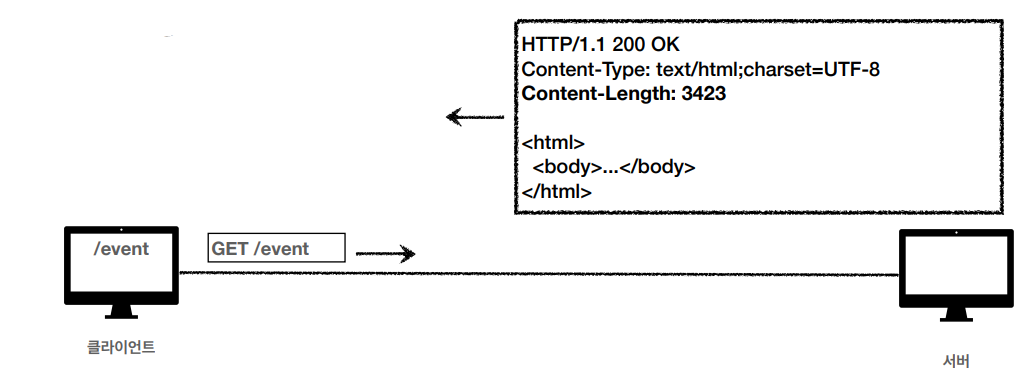 HTTP/1.1 200 OK
Content-Type: text/html;charset=UTF-8
Content-Length: 3423
<html>
<body>...</body>
</html>
/event
GET /event
클라이언트
서버